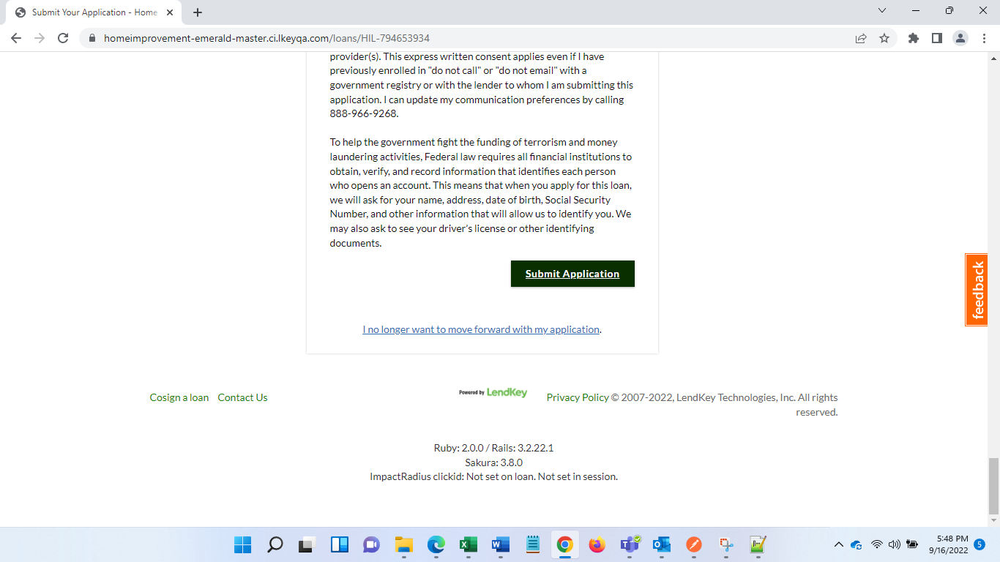 Submit Your Application - Home
homeimprovement-emerald-master.ci.lkeyqa.com/loans/HIL-794653934
provider(s). This express written consent applies even if I have
previously enrolled in "do not call" or "do not email" with a
government registry or with the lender to whom I am submitting this
application. I can update my communication preferences by calling
888-966-9268.
To help the government fight the funding of terrorism and money
laundering activities, Federal law requires all financial institutions to
obtain, verify, and record information that identifies each person
who opens an account. This means that when you apply for this loan,
we will ask for your name, address, date of birth, Social Security
Number, and other information that will allow us to identify you. We
may also ask to see your driver's license or other identifying
documents.
Submit Application
feedback
I no longer want to move forward with my application.
Cosign a loan Contact Us
Powered by LendKey
Privacy Policy © 2007-2022, LendKey Technologies, Inc. All rights
reserved.
Ruby: 2.0.0 / Rails: 3.2.22.1
Sakura: 3.8.0
ImpactRadius clickid: Not set on loan. Not set in session.
5:48 PM
9/16/2022
5